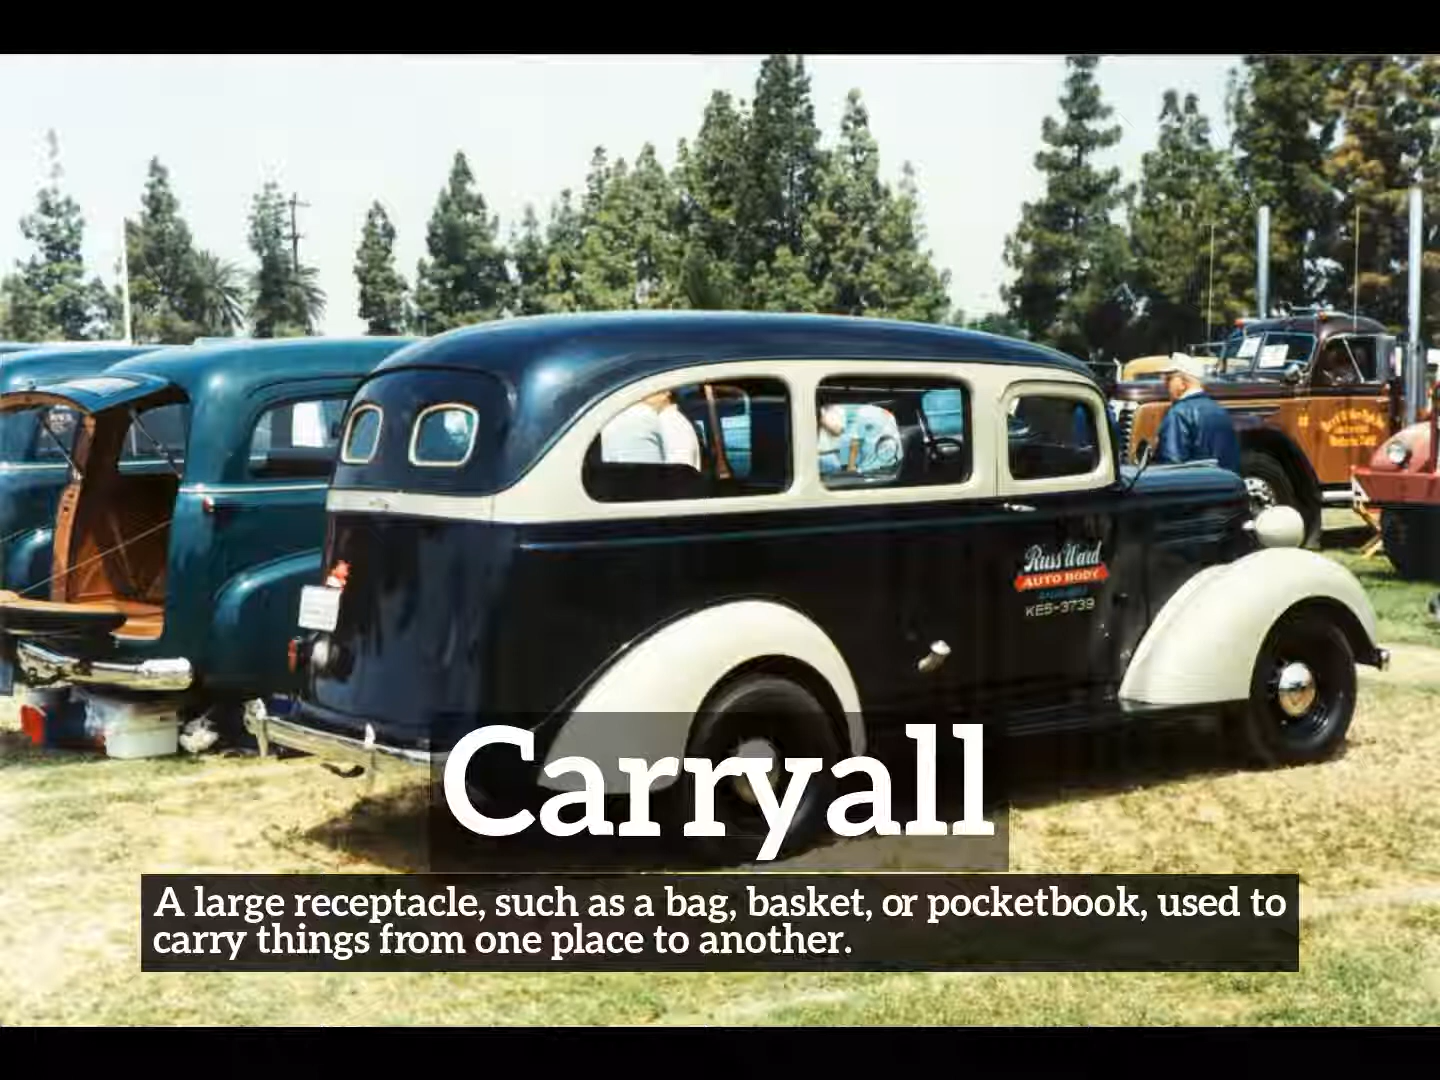 Russ Ward
AUTO BODY
KE5-3739
Carryall
A large receptacle, such as a bag, basket, or pocketbook, used to
carry things from one place to another.